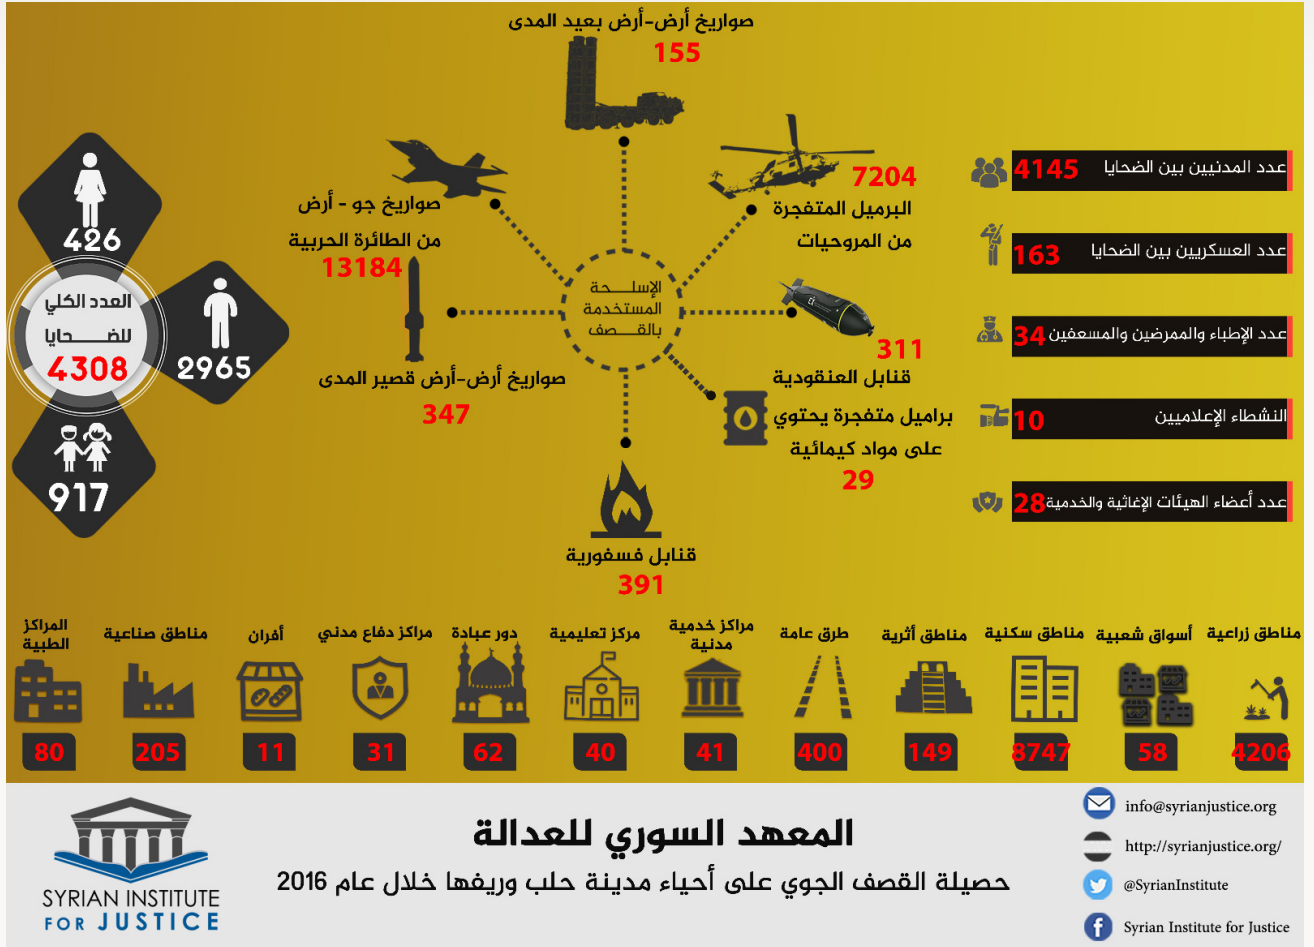 صواريخ أرض-أرض بعيد المدى
155
7204
البرميل المتفجرة
من المروحيات
صواريخ جو - أرض
من الطائرة الحربية
13184
الإسلـــحة
المستخدمة
بالقـــصف
311
قنابل العنقودية
صواريخ أرض-أرض قصير المدى
347
براميل متفجرة يحتوي
على مواد كيمائية
29
قنابل فسفورية
391
عدد المدنيين بين الضحايا 4145
عدد العسكريين بين الضحايا 163
عدد الإطباء والممرضين والمسعفين 34
النشطاء الإعلاميين 10
عدد أعضاء الهيئات الإغاثية والخدمية 28
426
العدد الكلي
للضــــحايا
4308
2965
917
مناطق زراعية
4206
أسواق شعبية
58
مناطق سكنية
8747
مناطق أثرية
149
طرق عامة
400
مراكز خدمية
مدنية
41
مركز تعليمية
40
دور عبادة
62
مراكز دفاع مدني
31
أفران
11
مناطق صناعية
205
المراكز
الطبية
80
المعهد السوري للعدالة
حصيلة القصف الجوي على أحياء مدينة حلب وريفها خلال عام 2016
info@syrianjustice.org
http://syrianjustice.org/
@SyrianInstitute
Syrian Institute for Justice
SYRIAN INSTITUTE
FOR JUSTICE